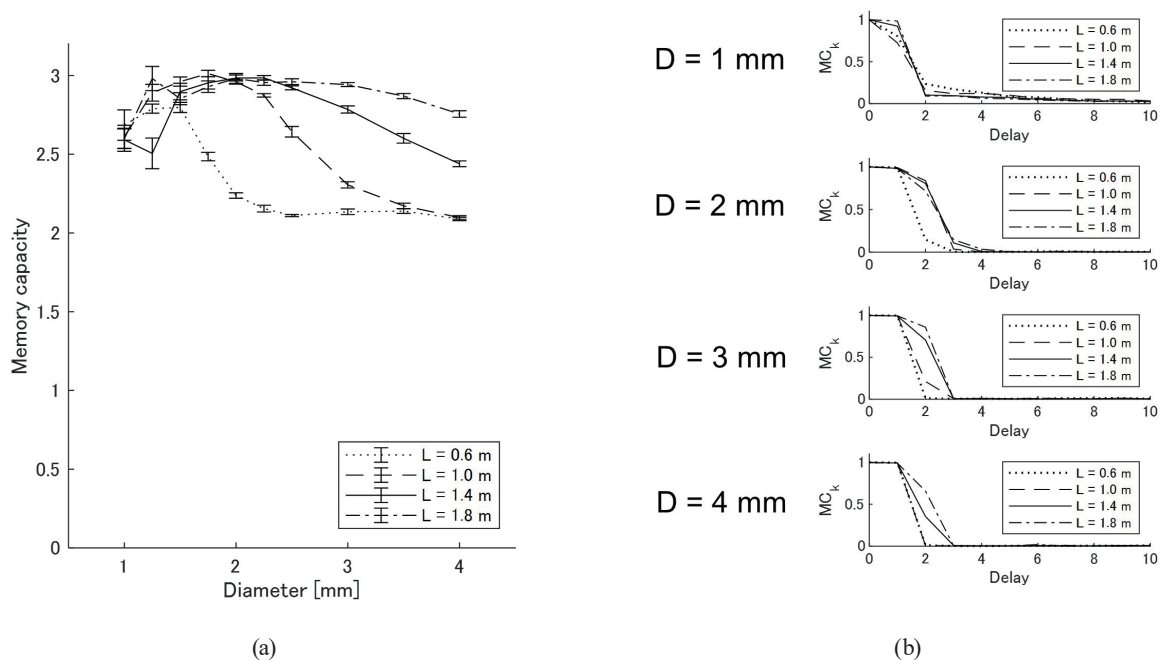 3
2.5
2
1.5
1
0.5
0
Memory capacity
L = 0.6 m
L = 1.0 m
L = 1.4 m
L = 1.8 m
1 2 3 4
Diameter [mm]
(a)
D = 1 mm
MC_k
1
0.5
0
L = 0.6 m
L = 1.0 m
L = 1.4 m
L = 1.8 m
0 2 4 6 8 10
Delay
D = 2 mm
MC_k
1
0.5
0
L = 0.6 m
L = 1.0 m
L = 1.4 m
L = 1.8 m
0 2 4 6 8 10
Delay
D = 3 mm
MC_k
1
0.5
0
L = 0.6 m
L = 1.0 m
L = 1.4 m
L = 1.8 m
0 2 4 6 8 10
Delay
D = 4 mm
MC_k
1
0.5
0
L = 0.6 m
L = 1.0 m
L = 1.4 m
L = 1.8 m
0 2 4 6 8 10
Delay
(b)